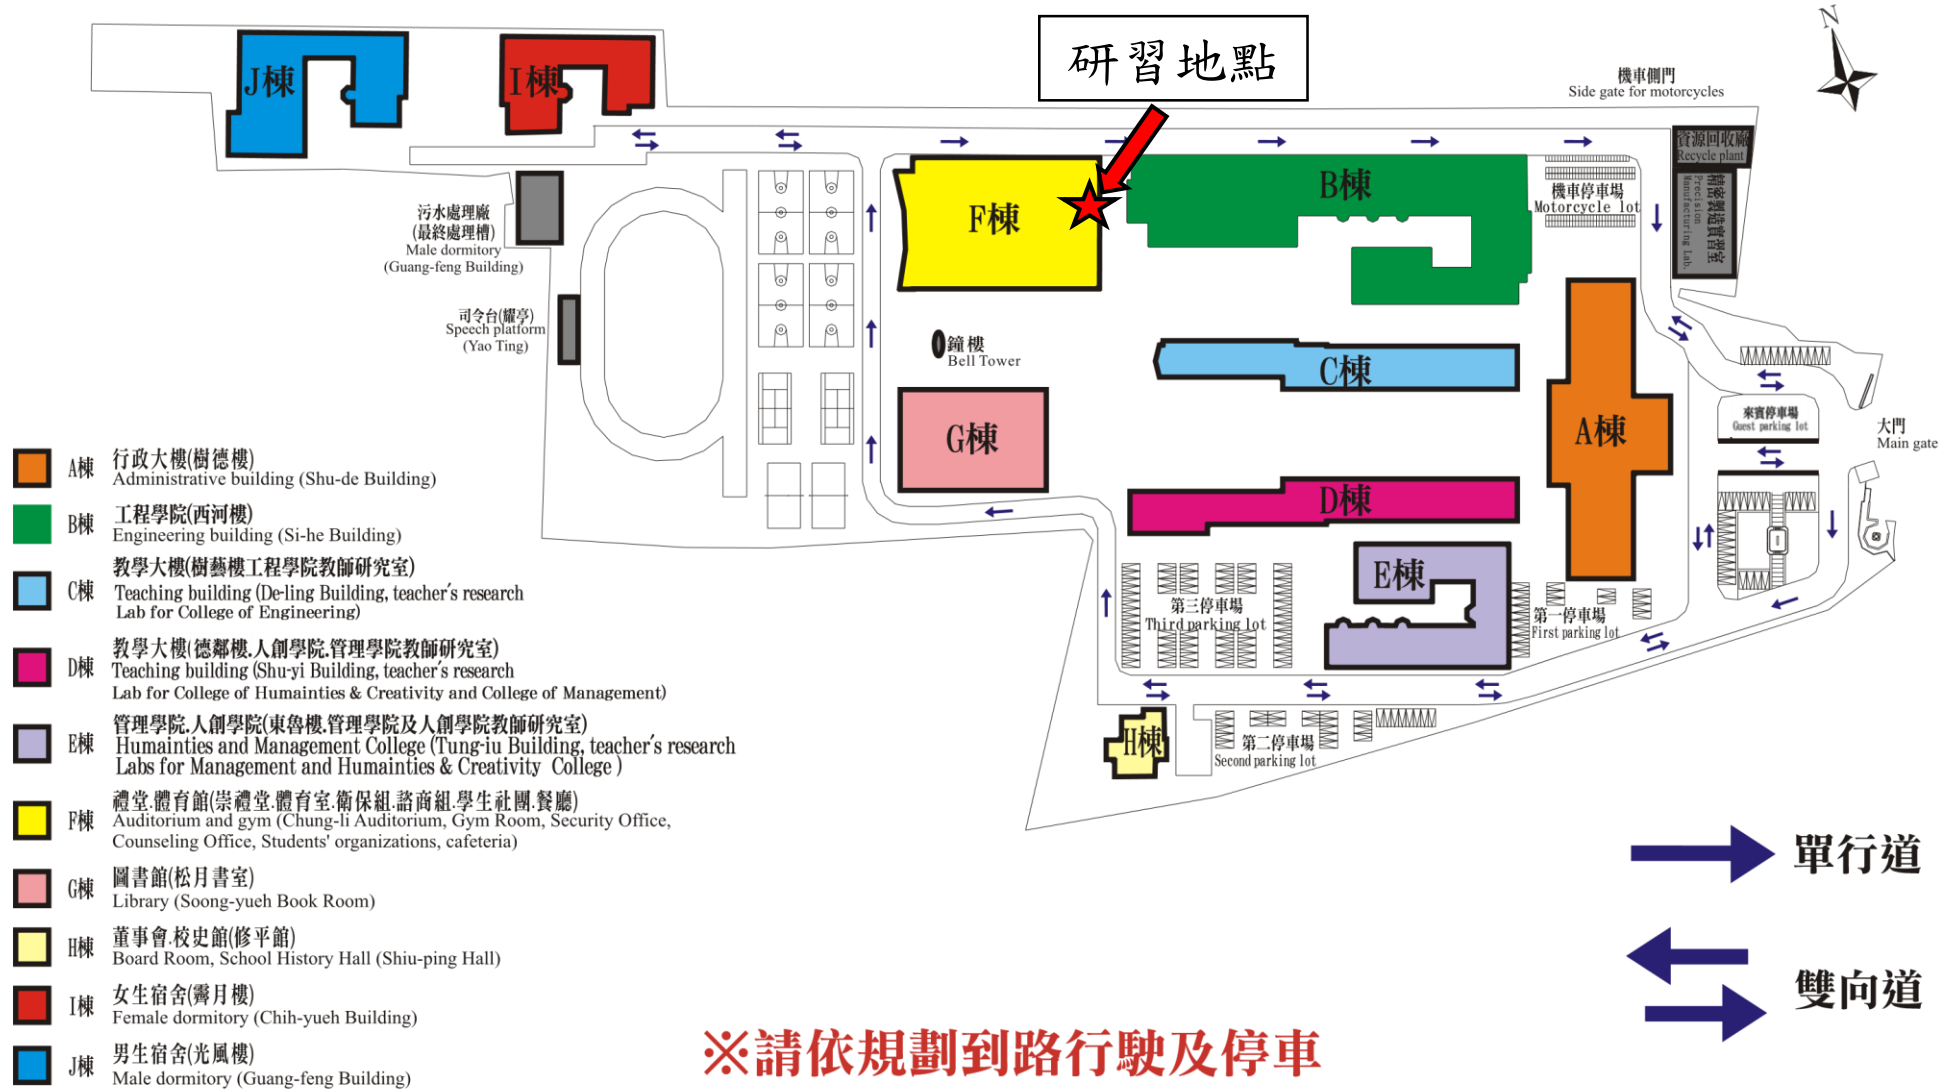 N
研習地點
機車側門
Side gate for motorcycles
J棟
I棟
資源回收廠
Recycle plant
精密製造實習室
Precision
Manufacturing Lab.
B棟
機車停車場
Motorcycle lot
F棟
污水處理廠
(最終處理槽)
Male dormitory
(Guang-feng Building)
司令台(耀亭)
Speech platform
(Yao Ting)
鐘樓
Bell Tower
C棟
A棟
來賓停車場
Guest parking lot
大門
Main gate
G棟
D棟
E棟
第三停車場
Third parking lot
第一停車場
First parking lot
H棟
第二停車場
Second parking lot
A棟 行政大樓(樹德樓)
Administrative building (Shu-de Building)
B棟 工程學院(西河樓)
Engineering building (Si-he Building)
C棟 教學大樓(樹藝樓工程學院教師研究室)
Teaching building (De-ling Building, teacher's research
Lab for College of Engineering)
D棟 教學大樓(德鄰樓.人創學院.管理學院教師研究室)
Teaching building (Shu-yi Building, teacher's research
Lab for College of Humainties & Creativity and College of Management)
E棟 管理學院.人創學院(東魯樓.管理學院及人創學院教師研究室)
Humainties and Management College (Tung-iu Building, teacher's research
Labs for Management and Humainties & Creativity College )
F棟 禮堂.體育館(崇禮堂.體育室.衛保組.諮商組.學生社團.餐廳)
Auditorium and gym (Chung-li Auditorium, Gym Room, Security Office,
Counseling Office, Students' organizations, cafeteria)
G棟 圖書館(松月書室)
Library (Soong-yueh Book Room)
H棟 董事會.校史館(修平館)
Board Room, School History Hall (Shiu-ping Hall)
I棟 女生宿舍(霽月樓)
Female dormitory (Chih-yueh Building)
J棟 男生宿舍(光風樓)
Male dormitory (Guang-feng Building)
單行道
雙向道
※請依規劃到路行駛及停車